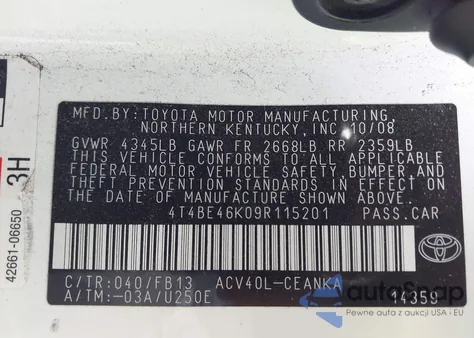 MFD.BY: TOYOTA MOTOR MANUFACTURING,
NORTHERN KENTUCKY, INC. 10/08
GVWR 4345LB GAWR FR 2668LB RR 2359LB
THIS VEHICLE CONFORMS TO ALL APPLICABLE
FEDERAL MOTOR VEHICLE SAFETY, BUMPER, AND
THEFT PREVENTION STANDARDS IN EFFECT ON
THE DATE OF MANUFACTURE SHOWN ABOVE.
4T4BE46K09R115201 PASS.CAR
C/TR: 040/FB13 ACV40L-CEANKA
A/TM: -03A/U250E 14359
TOYOTA
42661-06650
3H
autoSnap
Pewne auta z aukcji USA i EU